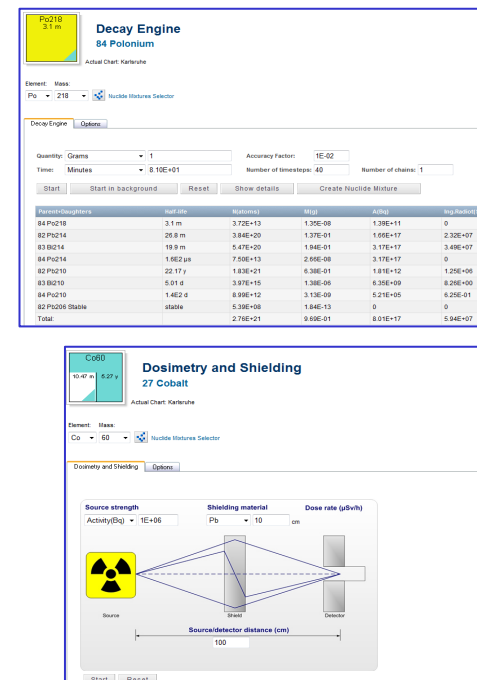 Po218
3.1 m
Decay Engine
84 Polonium
Actual Chart: Karlsruhe
Element: Mass:
Po 218 Nuclide Mixtures Selector
Decay Engine Options
Quantity: Grams 1 Accuracy Factor: 1E-02
Time: Minutes 8.10E+01 Number of timesteps: 40 Number of chains: 1
Start Start in background Reset Show details Create Nuclide Mixture
Parent+Daughters Half-life N(atoms) M(g) A(Bq) Ing.Radiot(
84 Po218 3.1 m 3.72E+13 1.35E-08 1.39E+11 0
82 Pb214 26.8 m 3.84E+20 1.37E-01 1.66E+17 2.32E+07
83 Bi214 19.9 m 5.47E+20 1.94E-01 3.17E+17 3.49E+07
84 Po214 1.6E2 µs 7.50E+13 2.66E-08 3.17E+17 0
82 Pb210 22.17 y 1.83E+21 6.38E-01 1.81E+12 1.25E+06
83 Bi210 5.01 d 3.97E+15 1.38E-06 6.35E+09 8.26E+00
84 Po210 1.4E2 d 8.99E+12 3.13E-09 5.21E+05 6.25E-01
82 Pb206 Stable stable 5.39E+08 1.84E-13 0 0
Total: 2.76E+21 9.69E-01 8.01E+17 5.94E+07
Co60
10.47 m 5.27 y
Dosimetry and Shielding
27 Cobalt
Actual Chart: Karlsruhe
Element: Mass:
Co 60 Nuclide Mixtures Selector
Dosimetry and Shielding Options
Source strength Shielding material Dose rate (µSv/h)
Activity(Bq) 1E+06 Pb 10 cm
Source Shield Detector
Source/detector distance (cm)
100
Start Reset